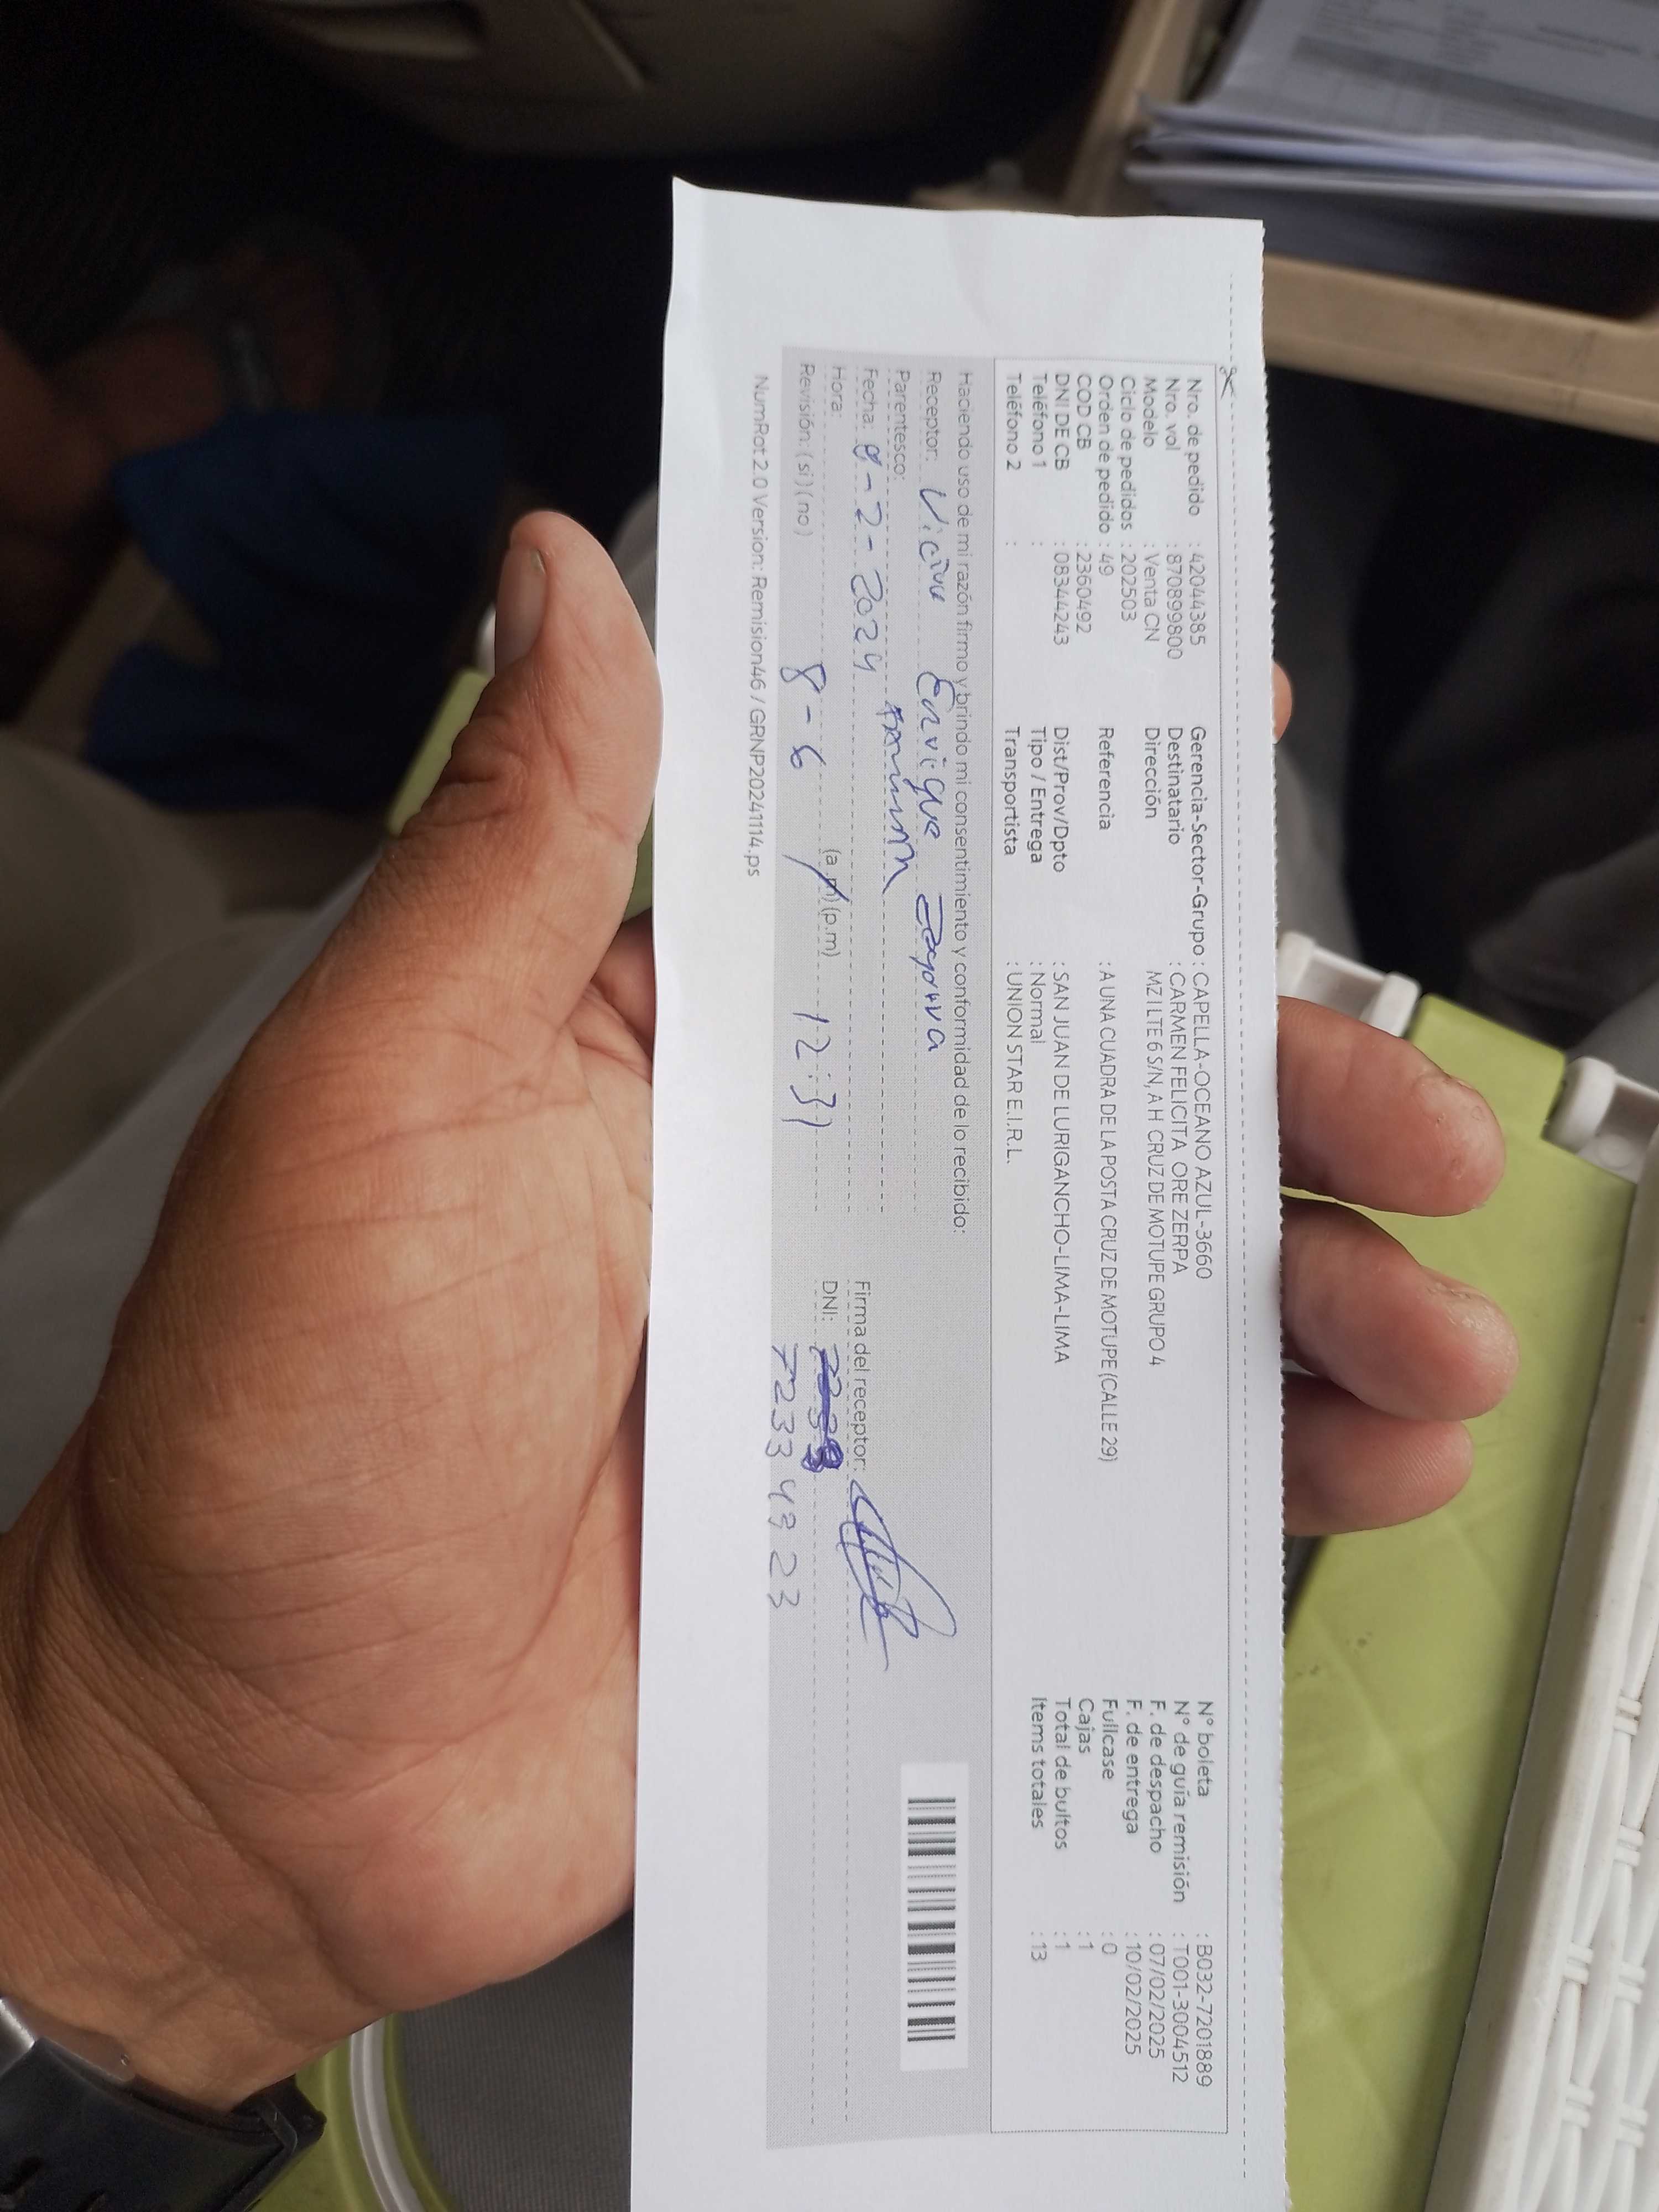 Nro. de pedido : 42044385 Gerencia-Sector-Grupo : CAPELLA-OCEANO AZUL-3660 N° boleta : B032-7201889
Nro. vol : 870899800 Destinatario : CARMEN FELICITA ORE ZERPA N° de guía remisión : T001-3004512
Modelo : Venta CN Dirección MZ I LTE 6 S/N, A H CRUZ DE MOTUPE GRUPO 4 F. de despacho : 07/02/2025
Ciclo de pedidos : 202503 F. de entrega : 10/02/2025
Orden de pedido : 49 Referencia : A UNA CUADRA DE LA POSTA CRUZ DE MOTUPE (CALLE 29) Fullcase : 0
COD CB : 2360492 Cajas : 1
DNI DE CB : 08344243 Dist/Prov/Dpto : SAN JUAN DE LURIGANCHO-LIMA-LIMA Total de bultos : 1
Teléfono 1 : Tipo / Entrega : Normal Items totales : 13
Teléfono 2 : Transportista : UNION STAR E.I.R.L.
Haciendo uso de mi razón firmo y brindo mi consentimiento y conformidad de lo recibido:
Receptor: Enrique
Parentesco:
Fecha: 8-2-2024 Firma del receptor:
Hora: (a.m) (p.m) DNI:
Revisión: (si) (no) 8-6 12:31 72334923
NumRot 2.0 Version: Remision46 / GRNP20241114.ps